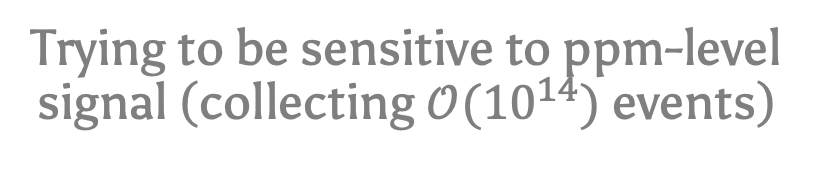 Trying to be sensitive to ppm-level
signal (collecting 𝒪(10¹⁴) events)